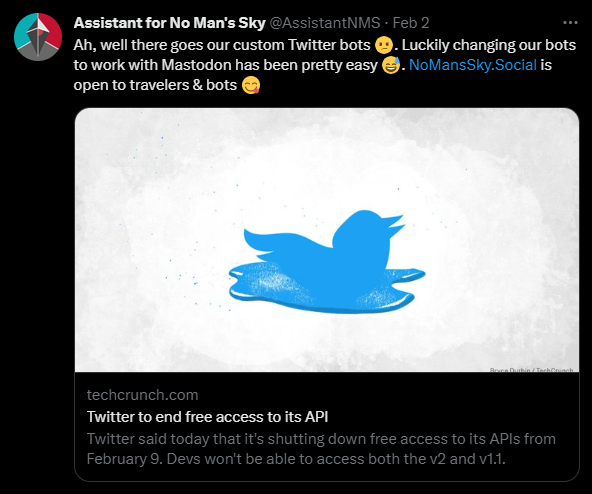 Assistant for No Man's Sky @AssistantNMS · Feb 2
Ah, well there goes our custom Twitter bots 🫤. Luckily changing our bots
to work with Mastodon has been pretty easy 😅. NoMansSky.Social is
open to travelers & bots 😋
Bryce Durbin / TechCrunch
techcrunch.com
Twitter to end free access to its API
Twitter said today that it's shutting down free access to its APIs from
February 9. Devs won't be able to access both the v2 and v1.1.